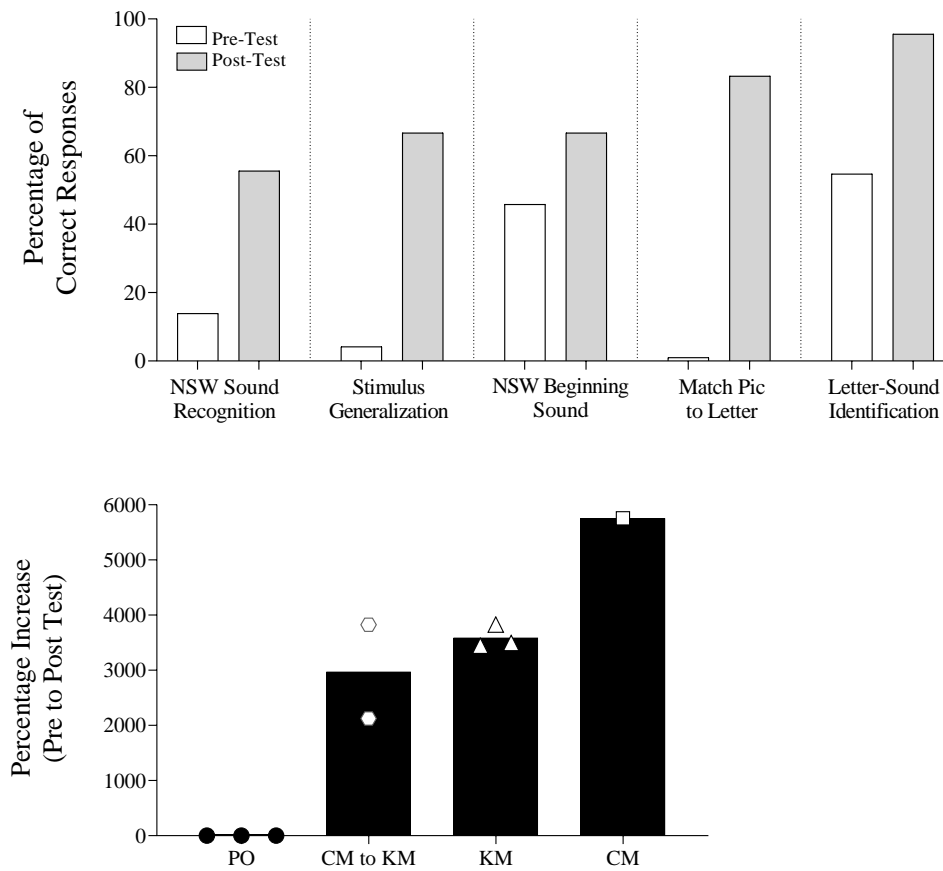 Percentage of
Correct Responses
100
80
60
40
20
0
Pre-Test
Post-Test
NSW Sound
Recognition
Stimulus
Generalization
NSW Beginning
Sound
Match Pic
to Letter
Letter-Sound
Identification
Percentage Increase
(Pre to Post Test)
6000
5000
4000
3000
2000
1000
0
PO
CM to KM
KM
CM